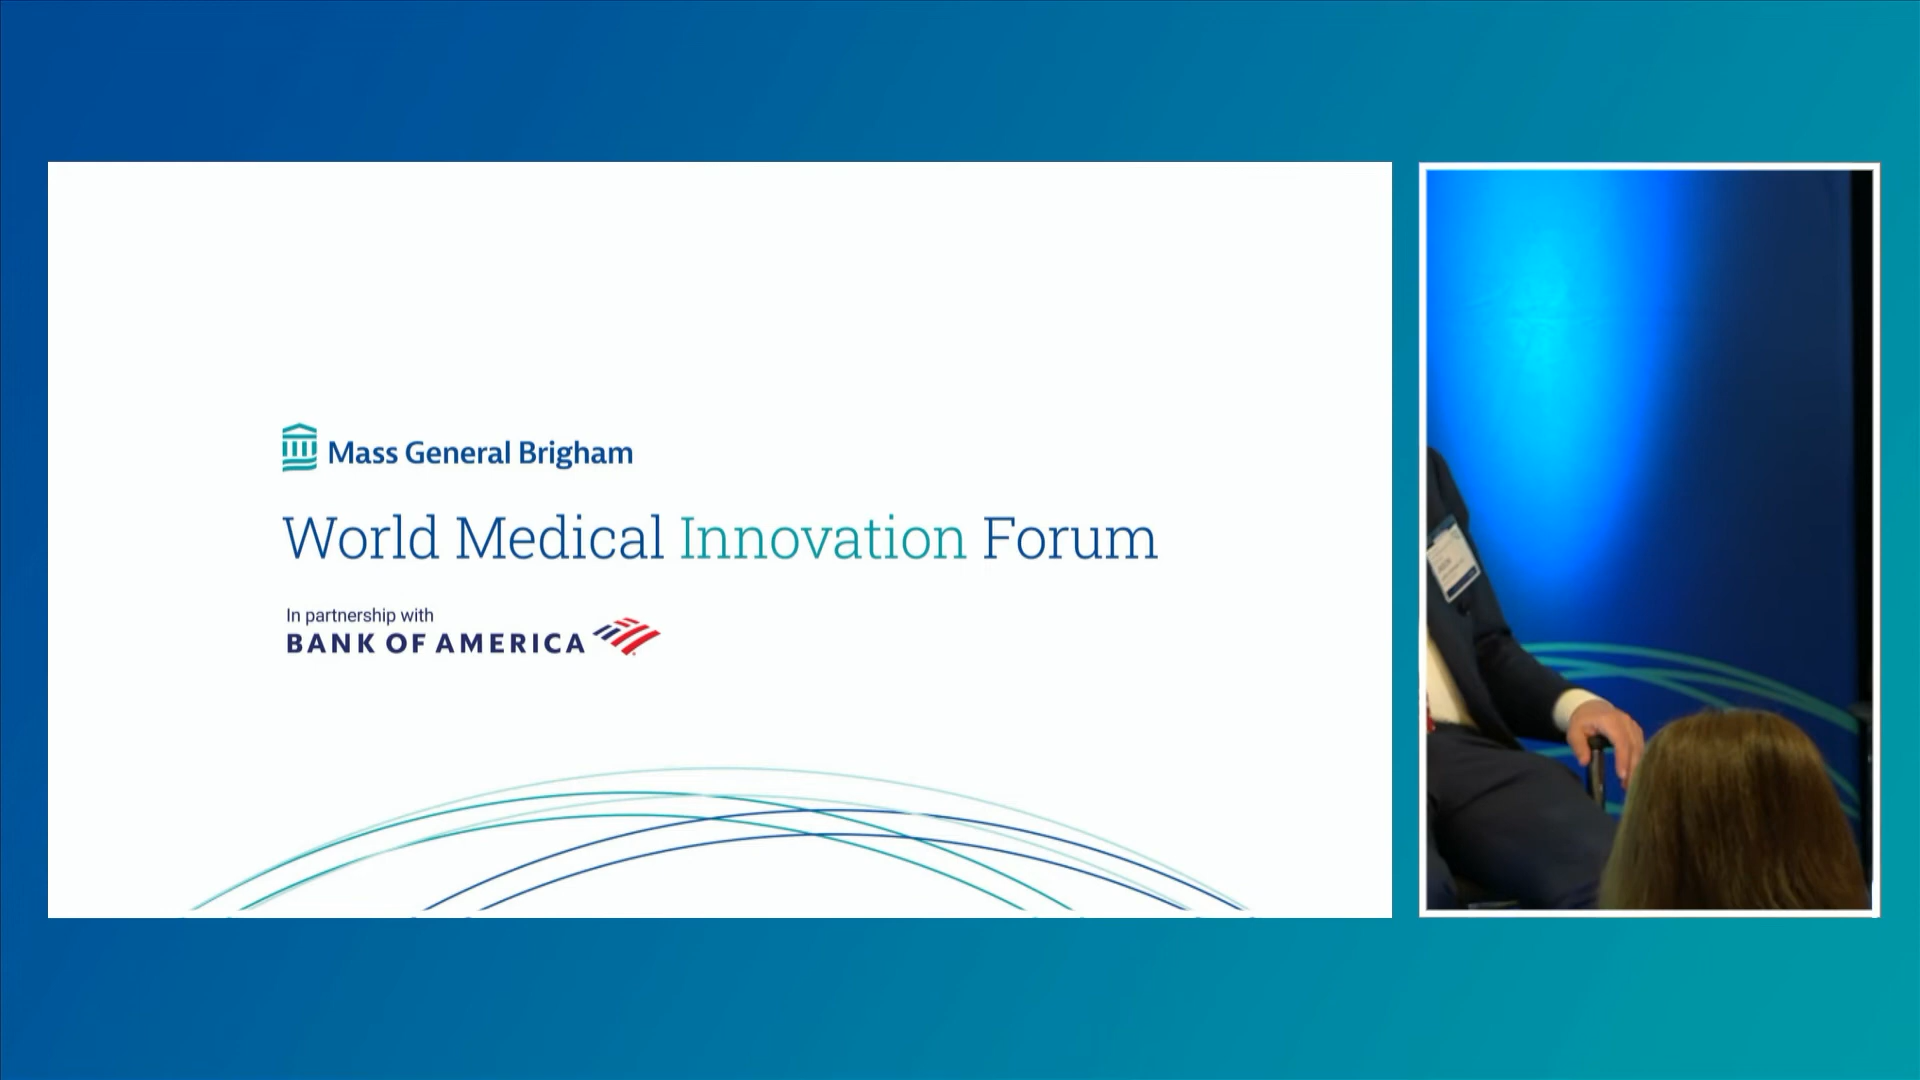 Mass General Brigham
World Medical Innovation Forum
In partnership with
BANK OF AMERICA